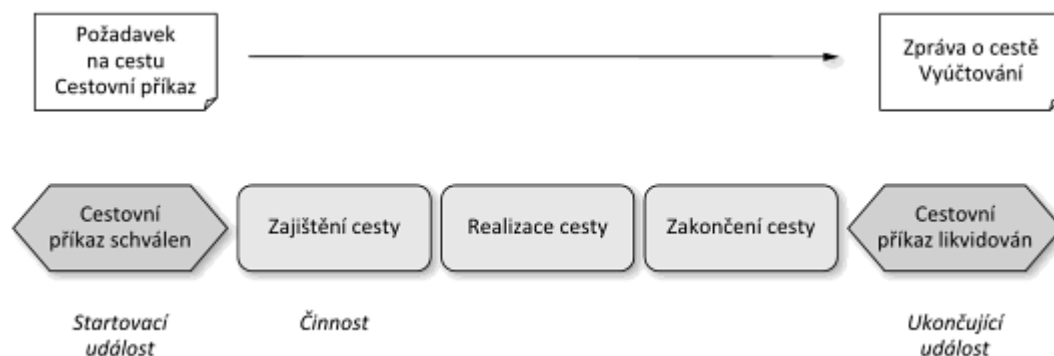 Požadavek
na cestu
Cestovní příkaz
Zpráva o cestě
Vyúčtování
Cestovní
příkaz schválen
Zajištění cesty
Realizace cesty
Zakončení cesty
Cestovní
příkaz likvidován
Startovací
událost
Činnost
Ukončující
událost